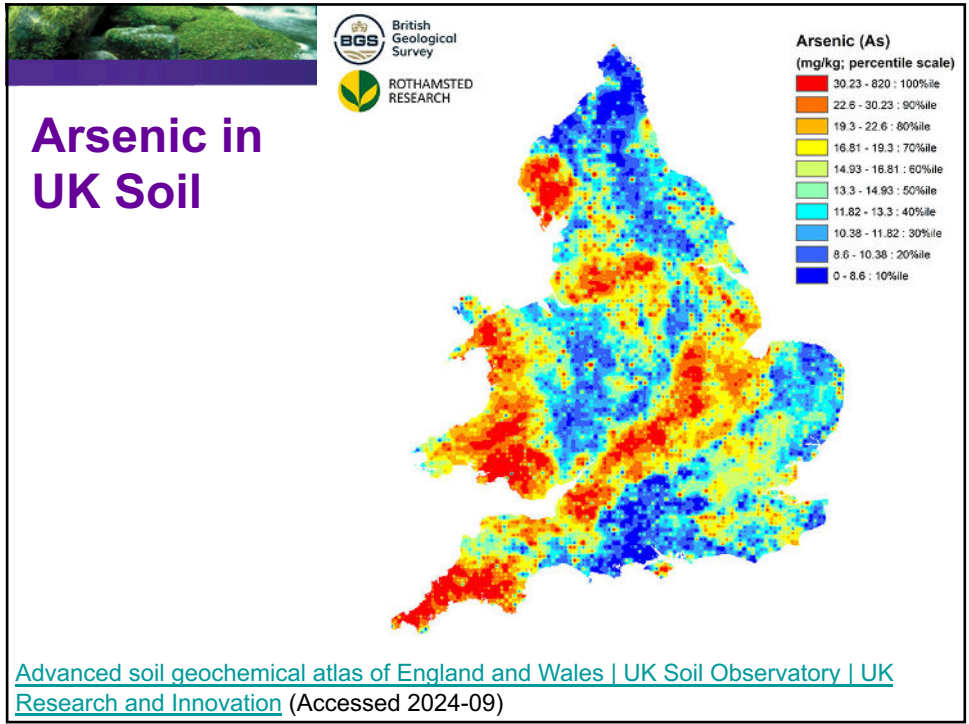 British
Geological
Survey
BGS
ROTHAMSTED
RESEARCH
Arsenic in
UK Soil
Arsenic (As)
(mg/kg; percentile scale)
30.23 - 820 : 100%ile
22.6 - 30.23 : 90%ile
19.3 - 22.6 : 80%ile
16.81 - 19.3 : 70%ile
14.93 - 16.81 : 60%ile
13.3 - 14.93 : 50%ile
11.82 - 13.3 : 40%ile
10.38 - 11.82 : 30%ile
8.6 - 10.38 : 20%ile
0 - 8.6 : 10%ile
Advanced soil geochemical atlas of England and Wales | UK Soil Observatory | UK
Research and Innovation (Accessed 2024-09)